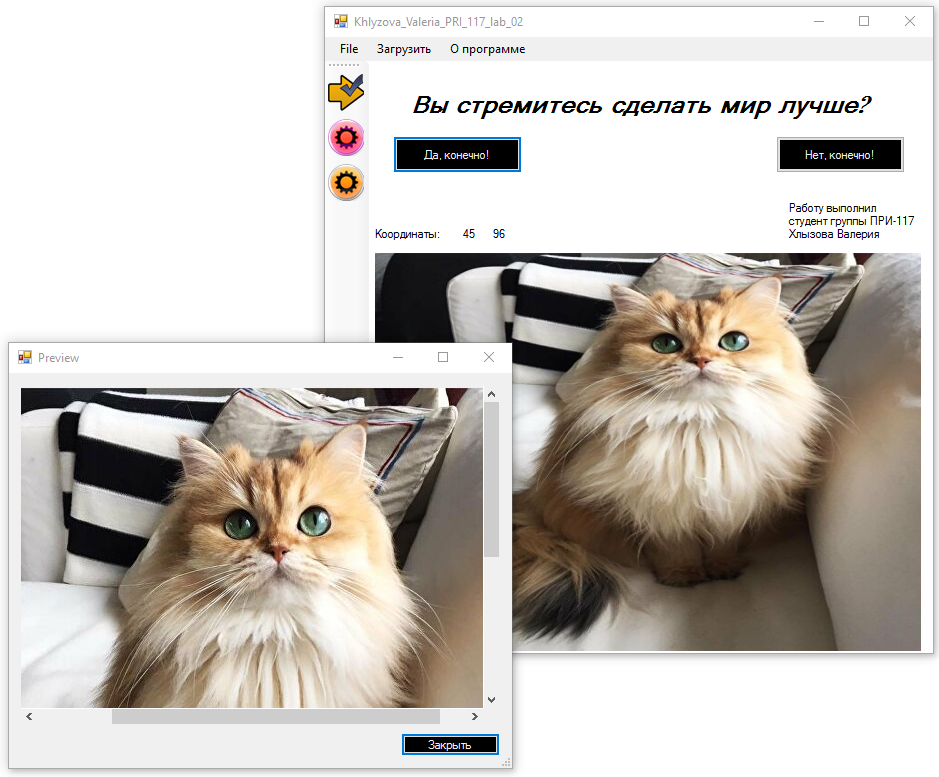 Khlyzova_Valeria_PRI_117_lab_02
File Загрузить О программе
Вы стремитесь сделать мир лучше?
Да, конечно! Нет, конечно!
Работу выполнил
студент группы ПРИ-117
Координаты: 45 96 Хлызова Валерия
Preview
Закрыть